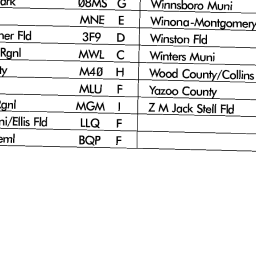 ark 08MS G Winnsboro Muni
MNE E Winona-Montgomery
ner Fld 3F9 D Winston Fld
Rgnl MWL C Winters Muni
ty M40 H Wood County/Collins
MLU F Yazoo County
Rgnl MGM I Z M Jack Stell Fld
ni/Ellis Fld LLQ F
eml BQP F